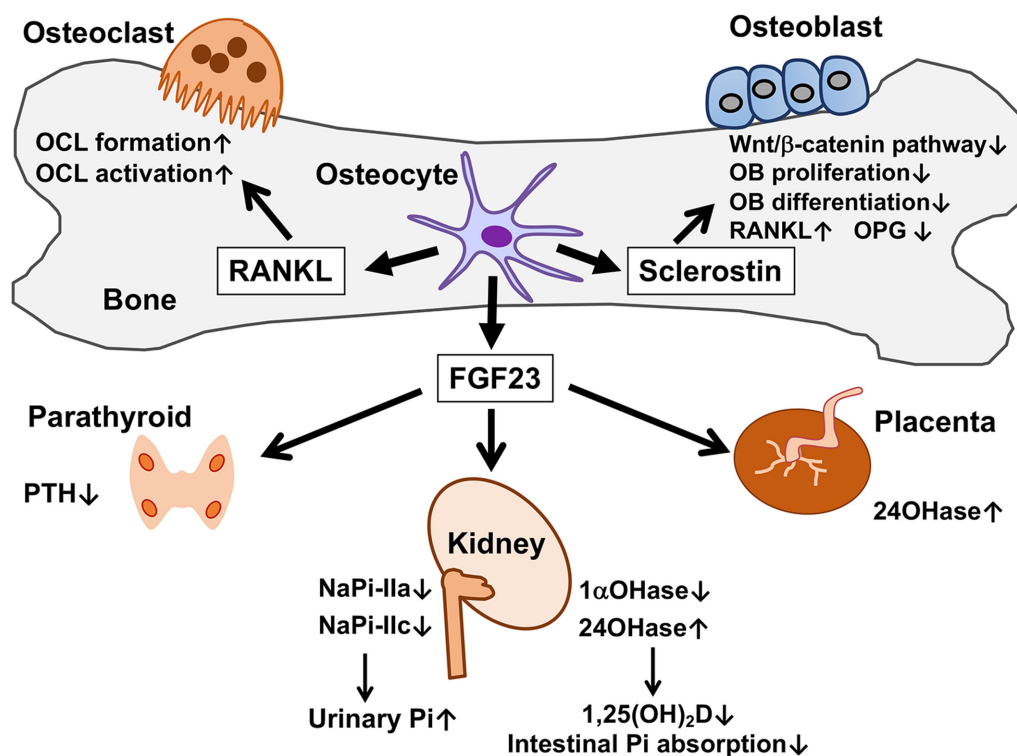 Osteoclast
OCL formation↑
OCL activation↑
Osteocyte
Osteoblast
Wnt/β-catenin pathway↓
OB proliferation↓
OB differentiation↓
RANKL↑ OPG ↓
RANKL
Sclerostin
Bone
FGF23
Parathyroid
PTH↓
Placenta
24OHase↑
Kidney
NaPi-IIa↓
NaPi-IIc↓
Urinary Pi↑
1αOHase↓
24OHase↑
1,25(OH)₂D↓
Intestinal Pi absorption↓